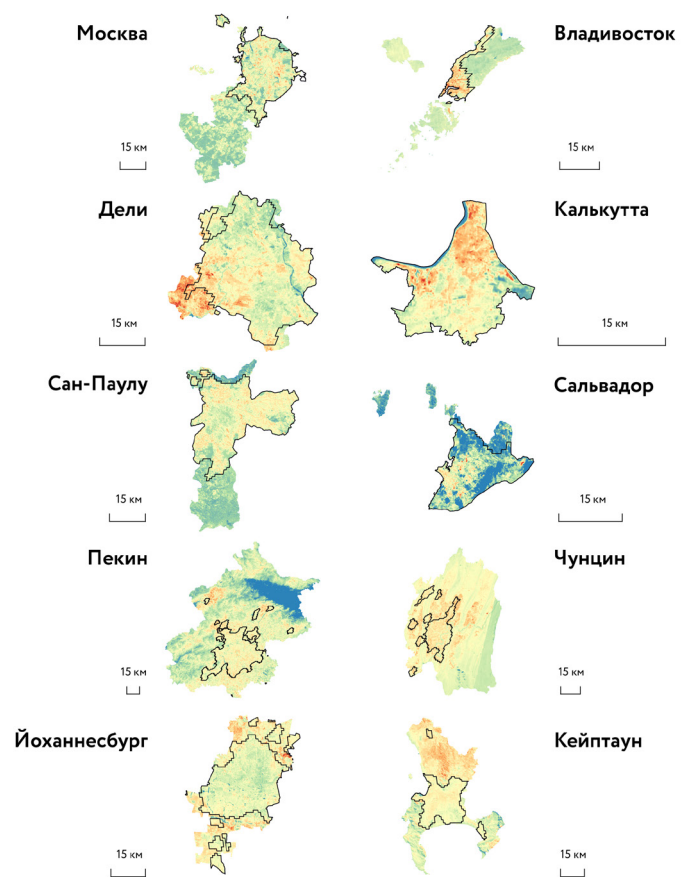 Москва
Владивосток
15 км
15 км
Дели
Калькутта
15 км
15 км
Сан-Паулу
Сальвадор
15 км
15 км
Пекин
Чунцин
15 км
15 км
Йоханнесбург
Кейптаун
15 км
15 км